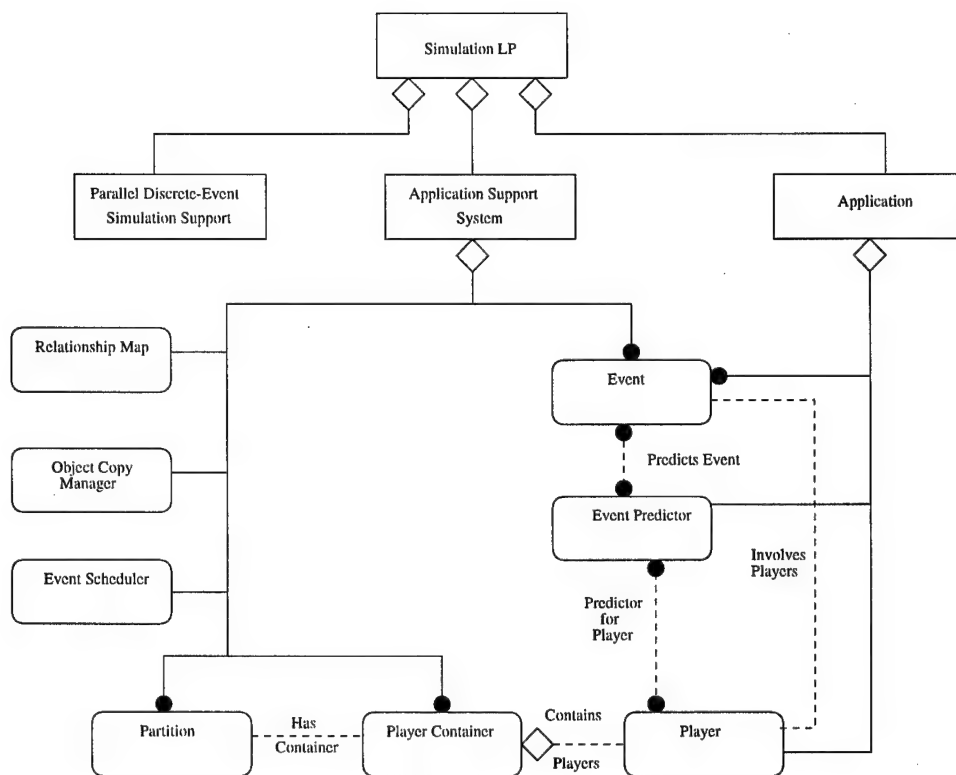 Simulation LP
Parallel Discrete-Event
Simulation Support
Application Support
System
Application
Relationship Map
Event
Predicts Event
Object Copy
Manager
Event Predictor
Involves
Players
Event Scheduler
Predictor
for
Player
Partition
Has
Container
Player Container
Contains
Players
Player